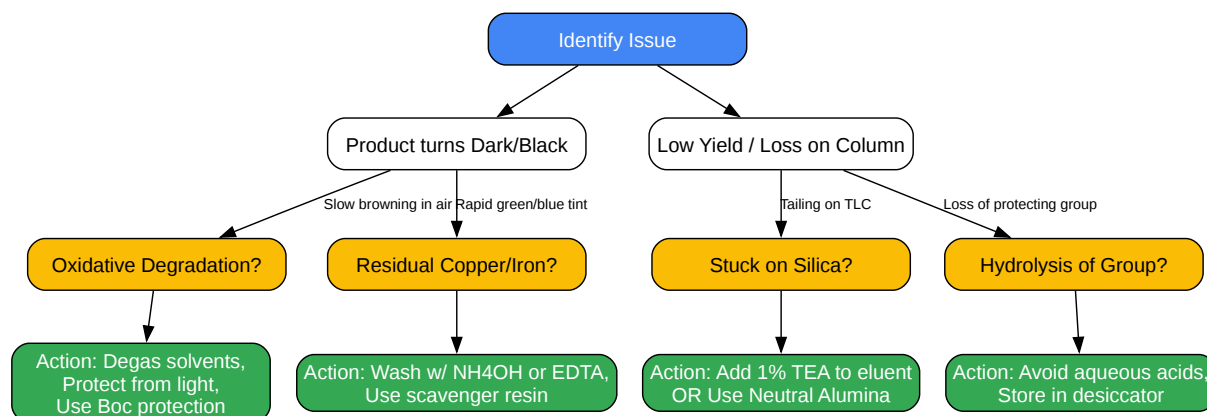 Identify Issue
Product turns Dark/Black
Low Yield / Loss on Column
Slow browning in air
Rapid green/blue tint
Tailing on TLC
Loss of protecting group
Oxidative Degradation?
Residual Copper/Iron?
Stuck on Silica?
Hydrolysis of Group?
Action: Degas solvents,
Protect from light,
Use Boc protection
Action: Wash w/ NH4OH or EDTA,
Use scavenger resin
Action: Add 1% TEA to eluent
OR Use Neutral Alumina
Action: Avoid aqueous acids,
Store in desiccator